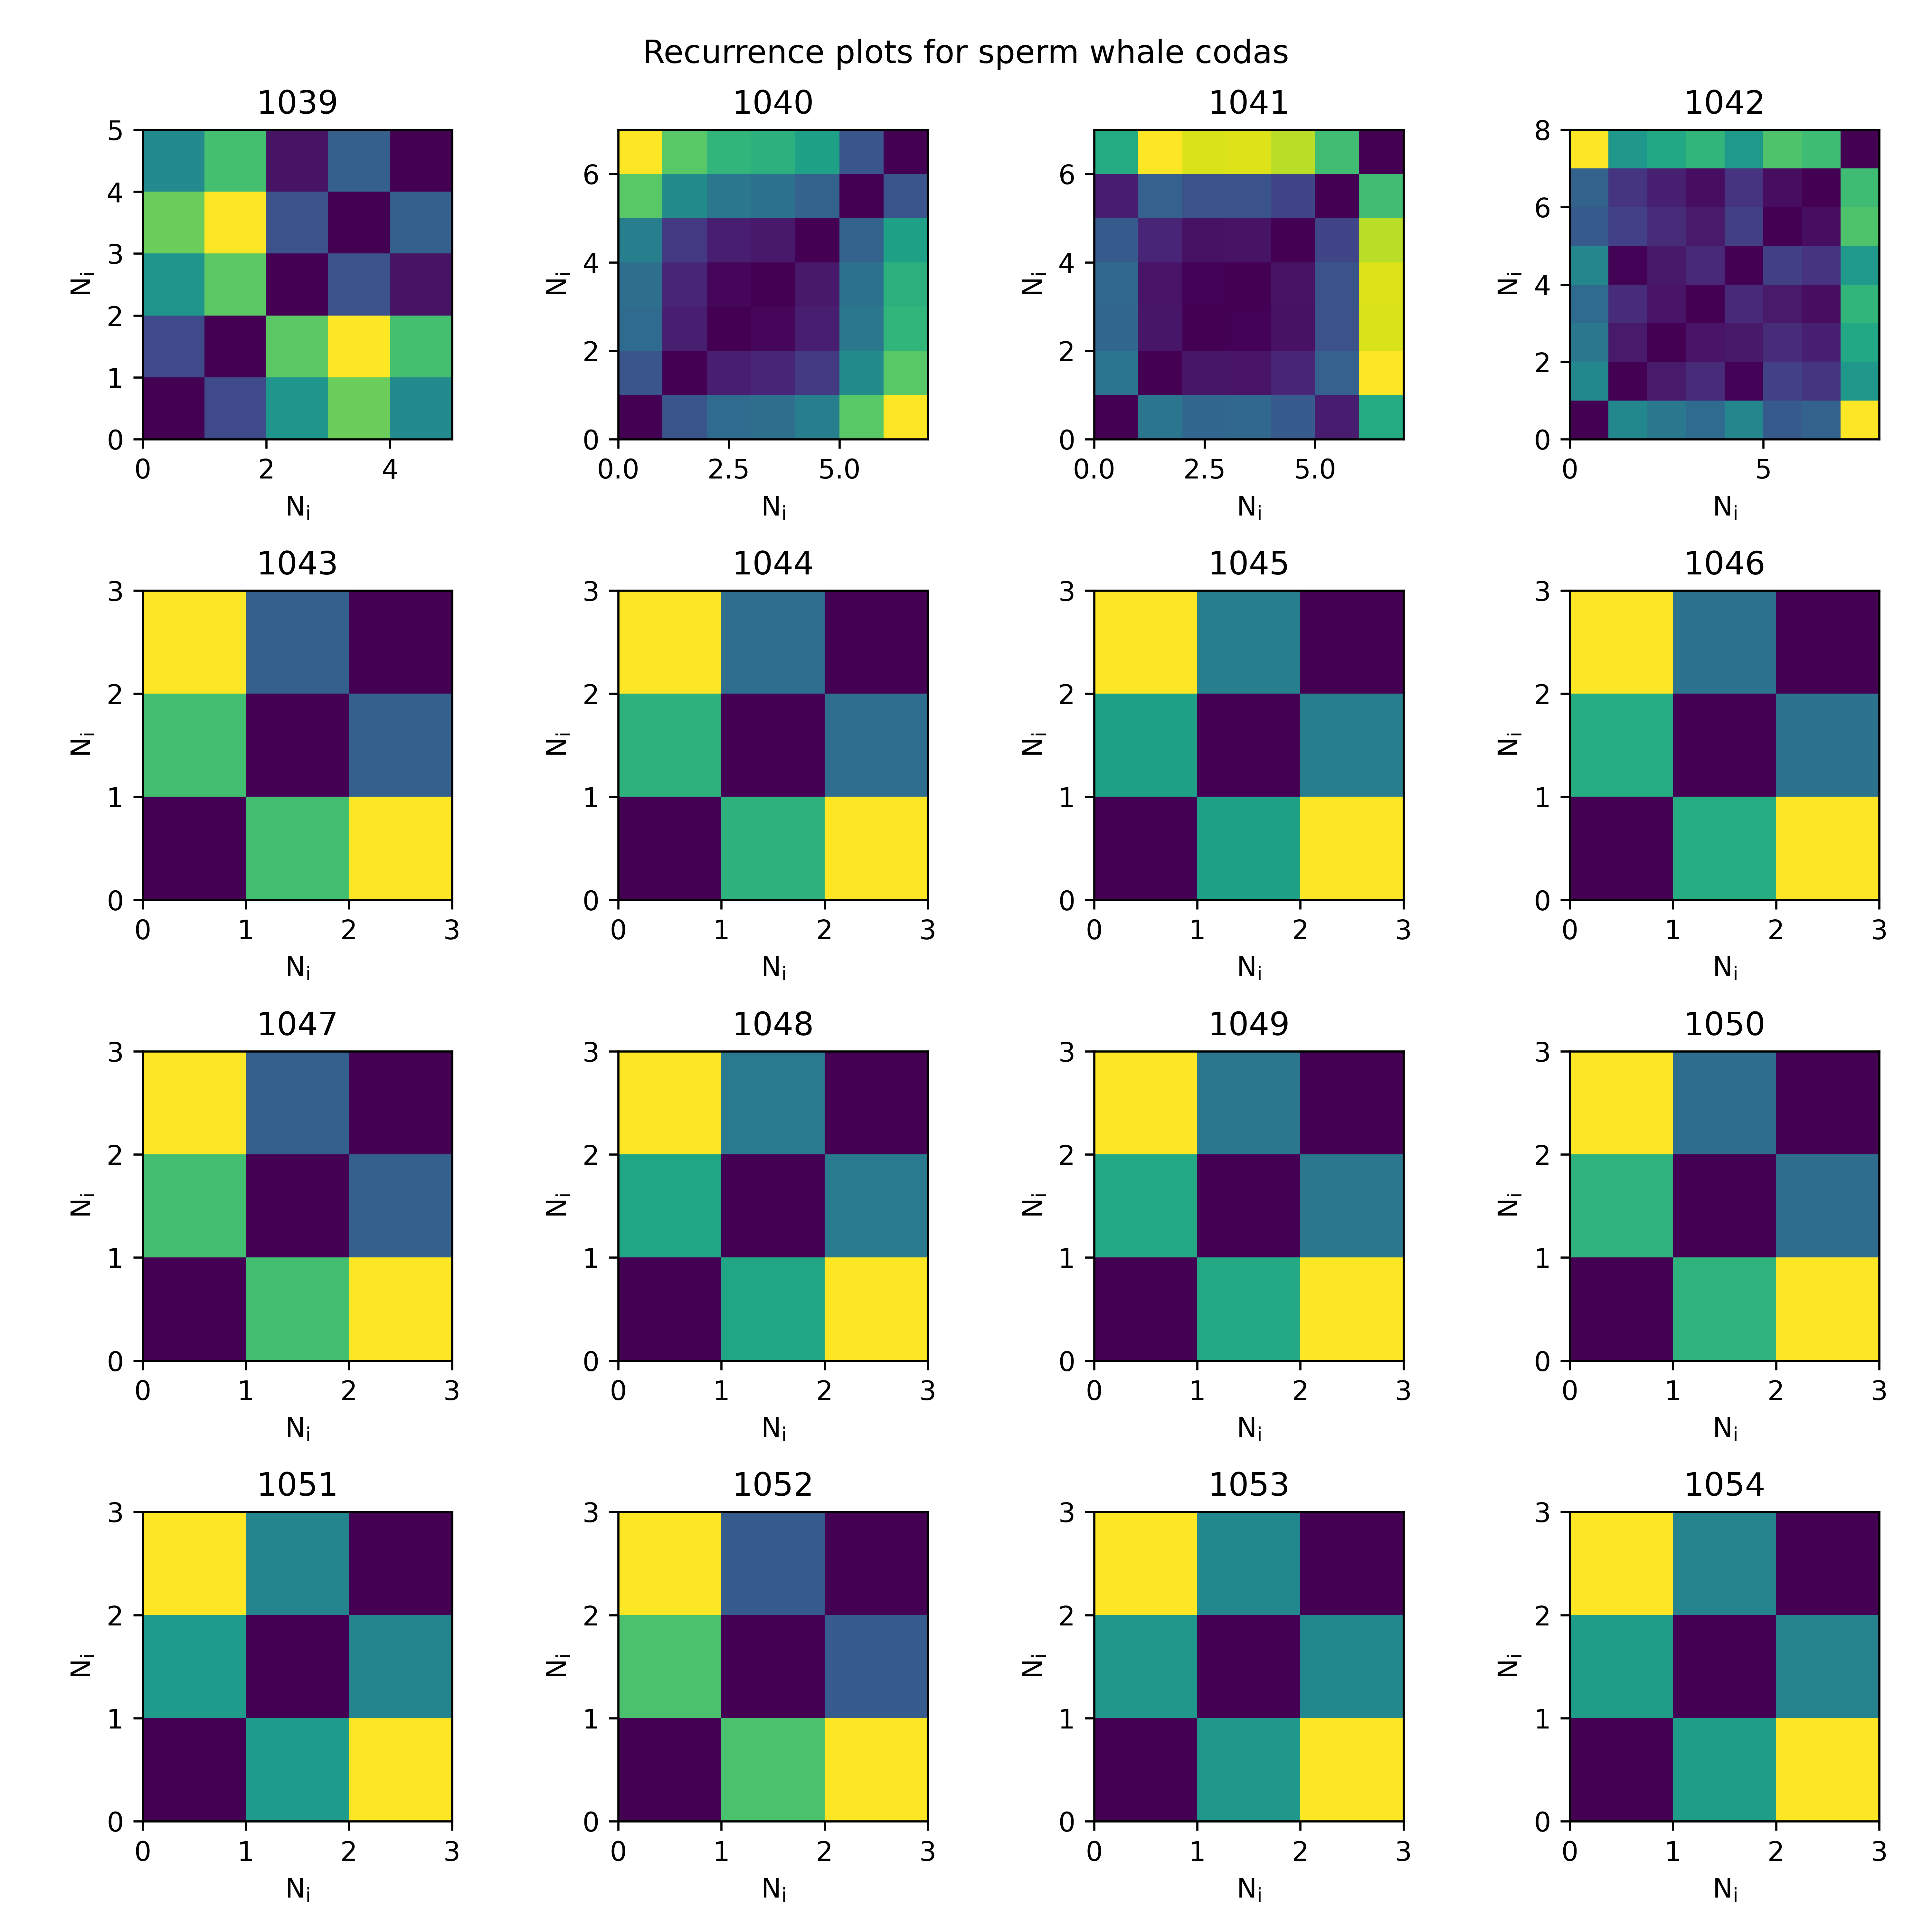 Recurrence plots for sperm whale codas
1039 1040 1041 1042
5 4 3 2 1 0 Nᵢ 0 2 4 Nᵢ
6 4 2 0 Nᵢ 0.0 2.5 5.0 Nᵢ
6 4 2 0 Nᵢ 0.0 2.5 5.0 Nᵢ
8 6 4 2 0 Nᵢ 0 5 Nᵢ
1043 1044 1045 1046
3 2 1 0 Nᵢ 0 1 2 3 Nᵢ
3 2 1 0 Nᵢ 0 1 2 3 Nᵢ
3 2 1 0 Nᵢ 0 1 2 3 Nᵢ
3 2 1 0 Nᵢ 0 1 2 3 Nᵢ
1047 1048 1049 1050
3 2 1 0 Nᵢ 0 1 2 3 Nᵢ
3 2 1 0 Nᵢ 0 1 2 3 Nᵢ
3 2 1 0 Nᵢ 0 1 2 3 Nᵢ
3 2 1 0 Nᵢ 0 1 2 3 Nᵢ
1051 1052 1053 1054
3 2 1 0 Nᵢ 0 1 2 3 Nᵢ
3 2 1 0 Nᵢ 0 1 2 3 Nᵢ
3 2 1 0 Nᵢ 0 1 2 3 Nᵢ
3 2 1 0 Nᵢ 0 1 2 3 Nᵢ